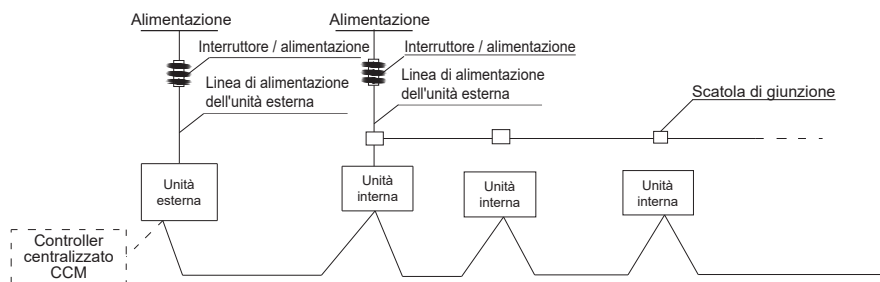 Alimentazione
Interruttore / alimentazione
Linea di alimentazione
dell'unità esterna
Alimentazione
Interruttore / alimentazione
Linea di alimentazione
dell'unità esterna
Scatola di giunzione
Unità
esterna
Unità
interna
Unità
interna
Unità
interna
Controller
centralizzato
CCM